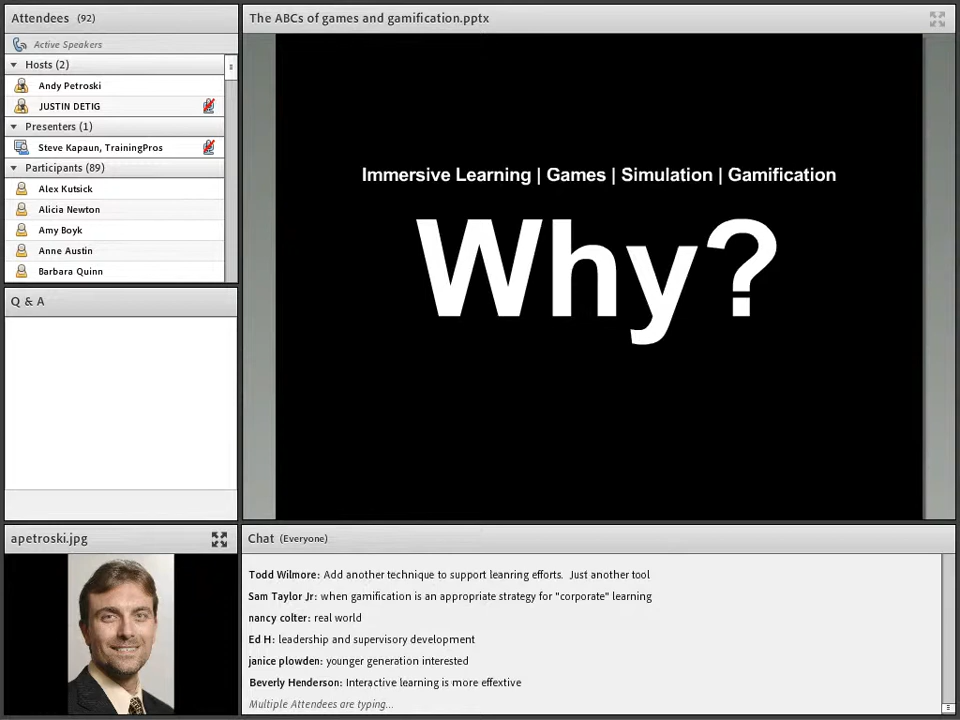 Attendees (92)
Active Speakers
Hosts (2)
Andy Petroski
JUSTIN DETIG
Presenters (1)
Steve Kapaun, TrainingPros
Participants (89)
Alex Kutsick
Alicia Newton
Amy Boyk
Anne Austin
Barbara Quinn
Q & A
apetroski.jpg
The ABCs of games and gamification.pptx
Immersive Learning | Games | Simulation | Gamification
Why?
Chat (Everyone)
Todd Wilmore: Add another technique to support leanring efforts. Just another tool
Sam Taylor Jr: when gamification is an appropriate strategy for "corporate" learning
nancy colter: real world
Ed H: leadership and supervisory development
janice plowden: younger generation interested
Beverly Henderson: Interactive learning is more effextive
Multiple Attendees are typing...